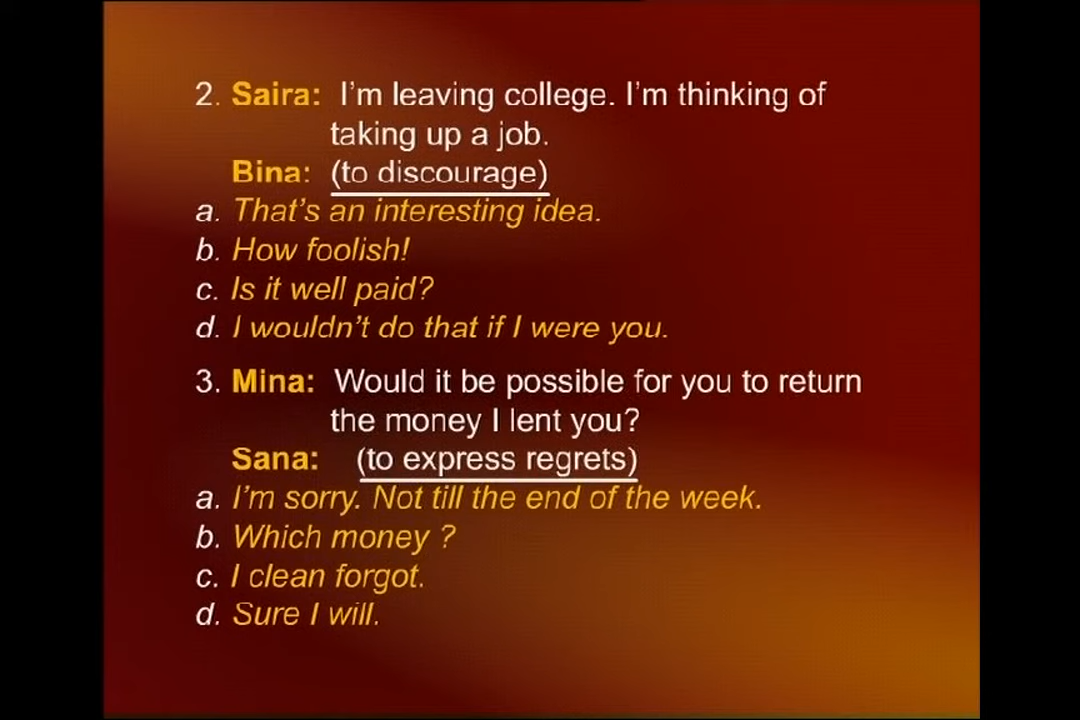 2. Saira: I'm leaving college. I'm thinking of
taking up a job.
Bina: (to discourage)
a. That's an interesting idea.
b. How foolish!
c. Is it well paid?
d. I wouldn't do that if I were you.
3. Mina: Would it be possible for you to return
the money I lent you?
Sana: (to express regrets)
a. I'm sorry. Not till the end of the week.
b. Which money ?
c. I clean forgot.
d. Sure I will.